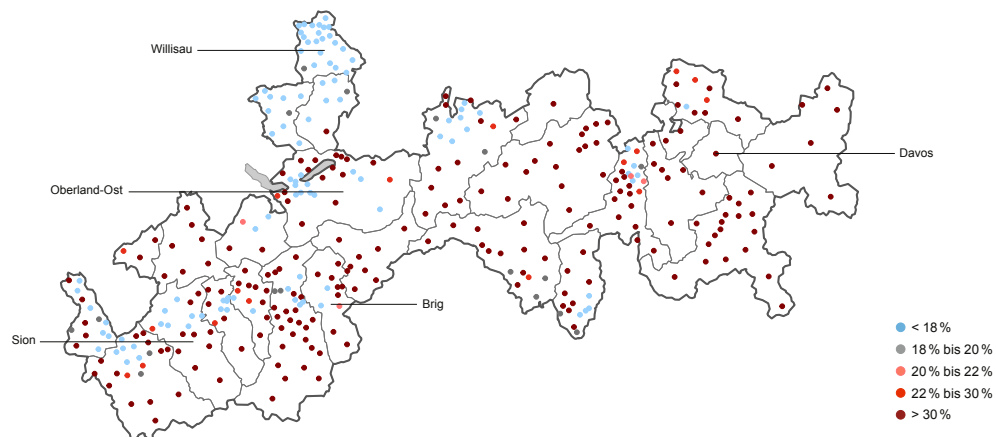 Willisau
Davos
Oberland-Ost
Brig
Sion
< 18 %
18 % bis 20 %
20 % bis 22 %
22 % bis 30 %
> 30 %